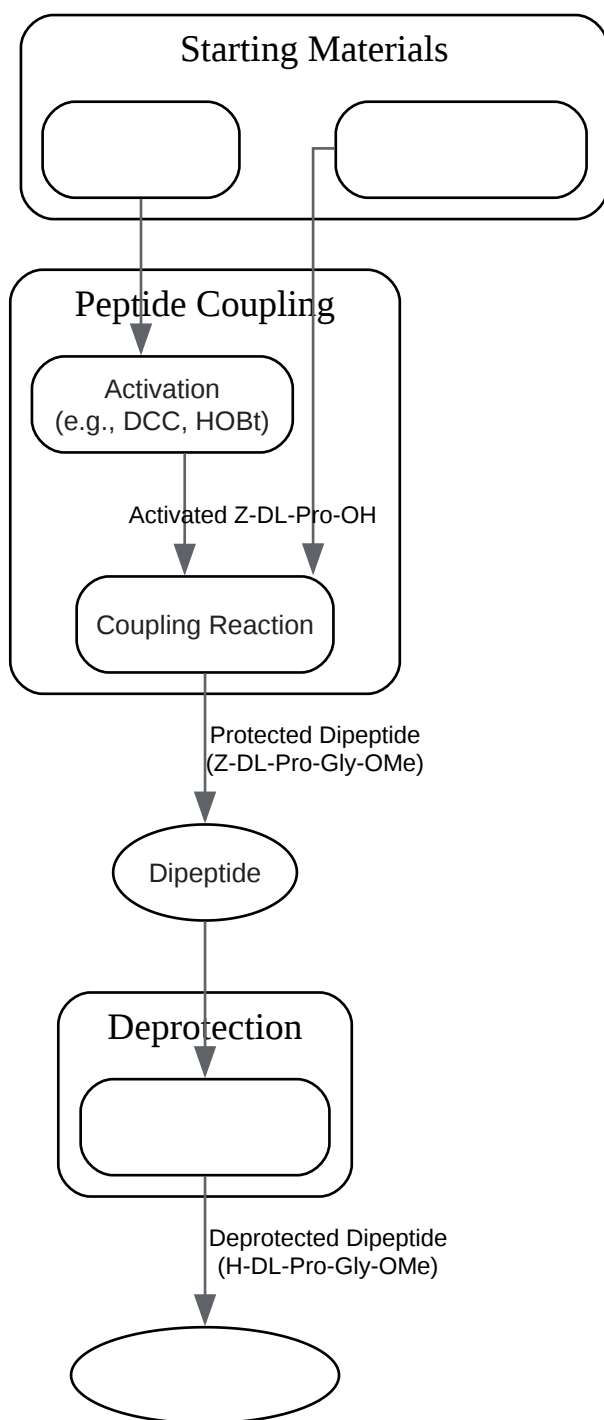 Starting Materials
Peptide Coupling
Activation
(e.g., DCC, HOBt)
Activated Z-DL-Pro-OH
Coupling Reaction
Protected Dipeptide
(Z-DL-Pro-Gly-OMe)
Dipeptide
Deprotection
Deprotected Dipeptide
(H-DL-Pro-Gly-OMe)